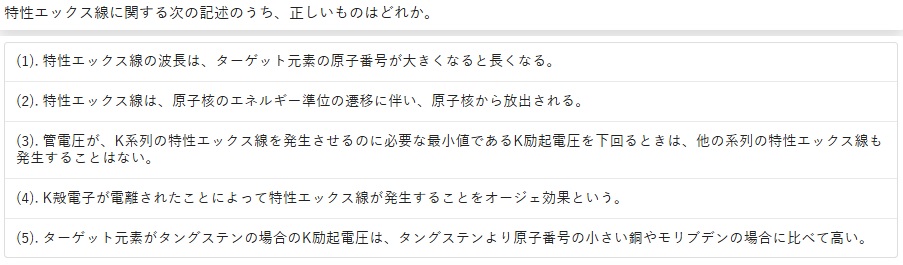 特性エックス線に関する次の記述のうち、正しいものはどれか。
(1). 特性エックス線の波長は、ターゲット元素の原子番号が大きくなると長くなる。
(2). 特性エックス線は、原子核のエネルギー準位の遷移に伴い、原子核から放出される。
(3). 管電圧が、K系列の特性エックス線を発生させるのに必要な最小値であるK励起電圧を下回るときは、他の系列の特性エックス線も
発生することはない。
(4). K殻電子が電離されたことによって特性エックス線が発生することをオージェ効果という。
(5). ターゲット元素がタングステンの場合のK励起電圧は、タングステンより原子番号の小さい銅やモリブデンの場合に比べて高い。